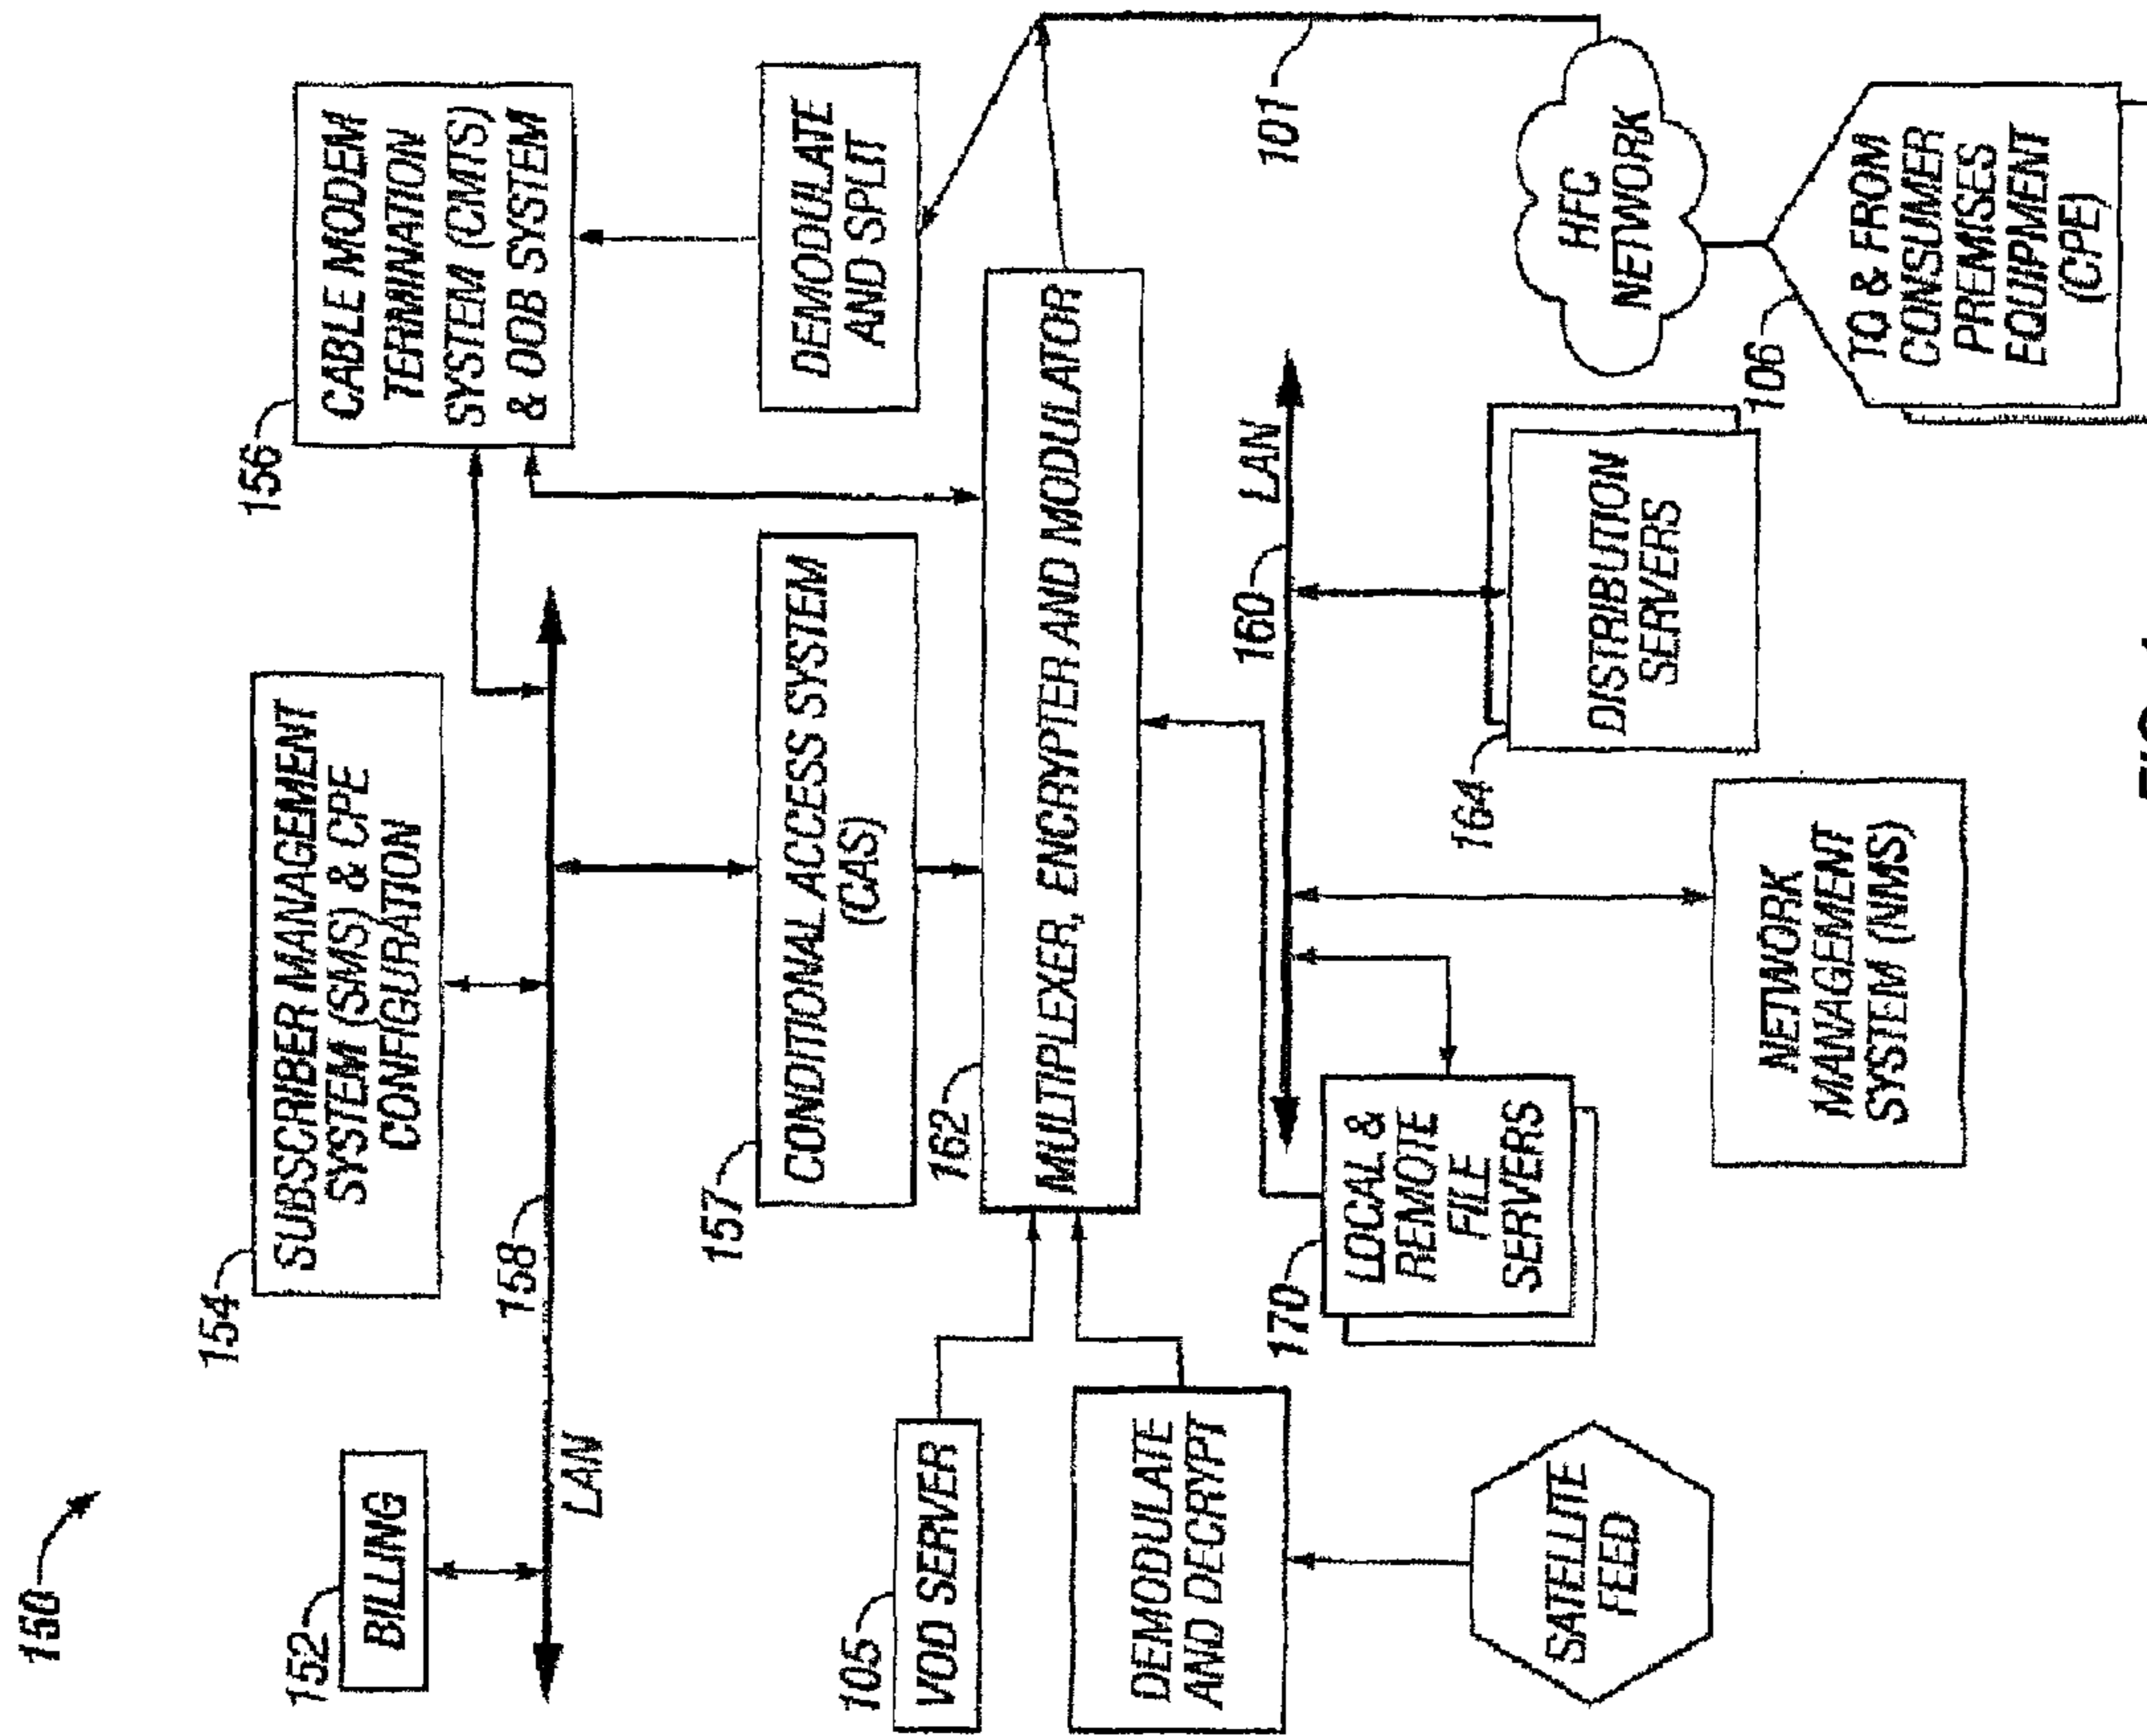 150
152
BILLING
154
SUBSCRIBER MANAGEMENT
SYSTEM (SMS) & CPE
CONFIGURATION
156
CABLE MODEM
TERMINATION
SYSTEM (CMTS)
& OOB SYSTEM
158
LAN
105
VOD SERVER
157
CONDITIONAL ACCESS SYSTEM
(CAS)
DEMODULATE
AND SPLIT
162
MULTIPLEXER, ENCRYPTER AND MODULATOR
DEMODULATE
AND DECRYPT
101
160
LAN
170
LOCAL &
REMOTE
FILE
SERVERS
SATELLITE
FEED
164
DISTRIBUTION
SERVERS
HFC
NETWORK
NETWORK
MANAGEMENT
SYSTEM (NMS)
106
TO & FROM
CONSUMER
PREMISES
EQUIPMENT
(CPE)